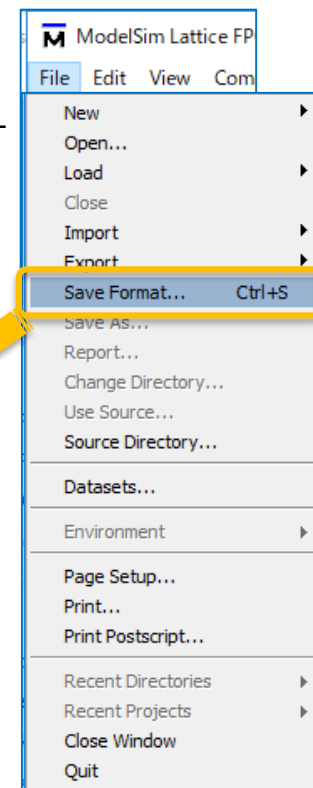 ModelSim Lattice FP
File Edit View Com
New
Open...
Load
Close
Import
Export
Save Format... Ctrl+S
Save As...
Report...
Change Directory...
Use Source...
Source Directory...
Datasets...
Environment
Page Setup...
Print...
Print Postscript...
Recent Directories
Recent Projects
Close Window
Quit